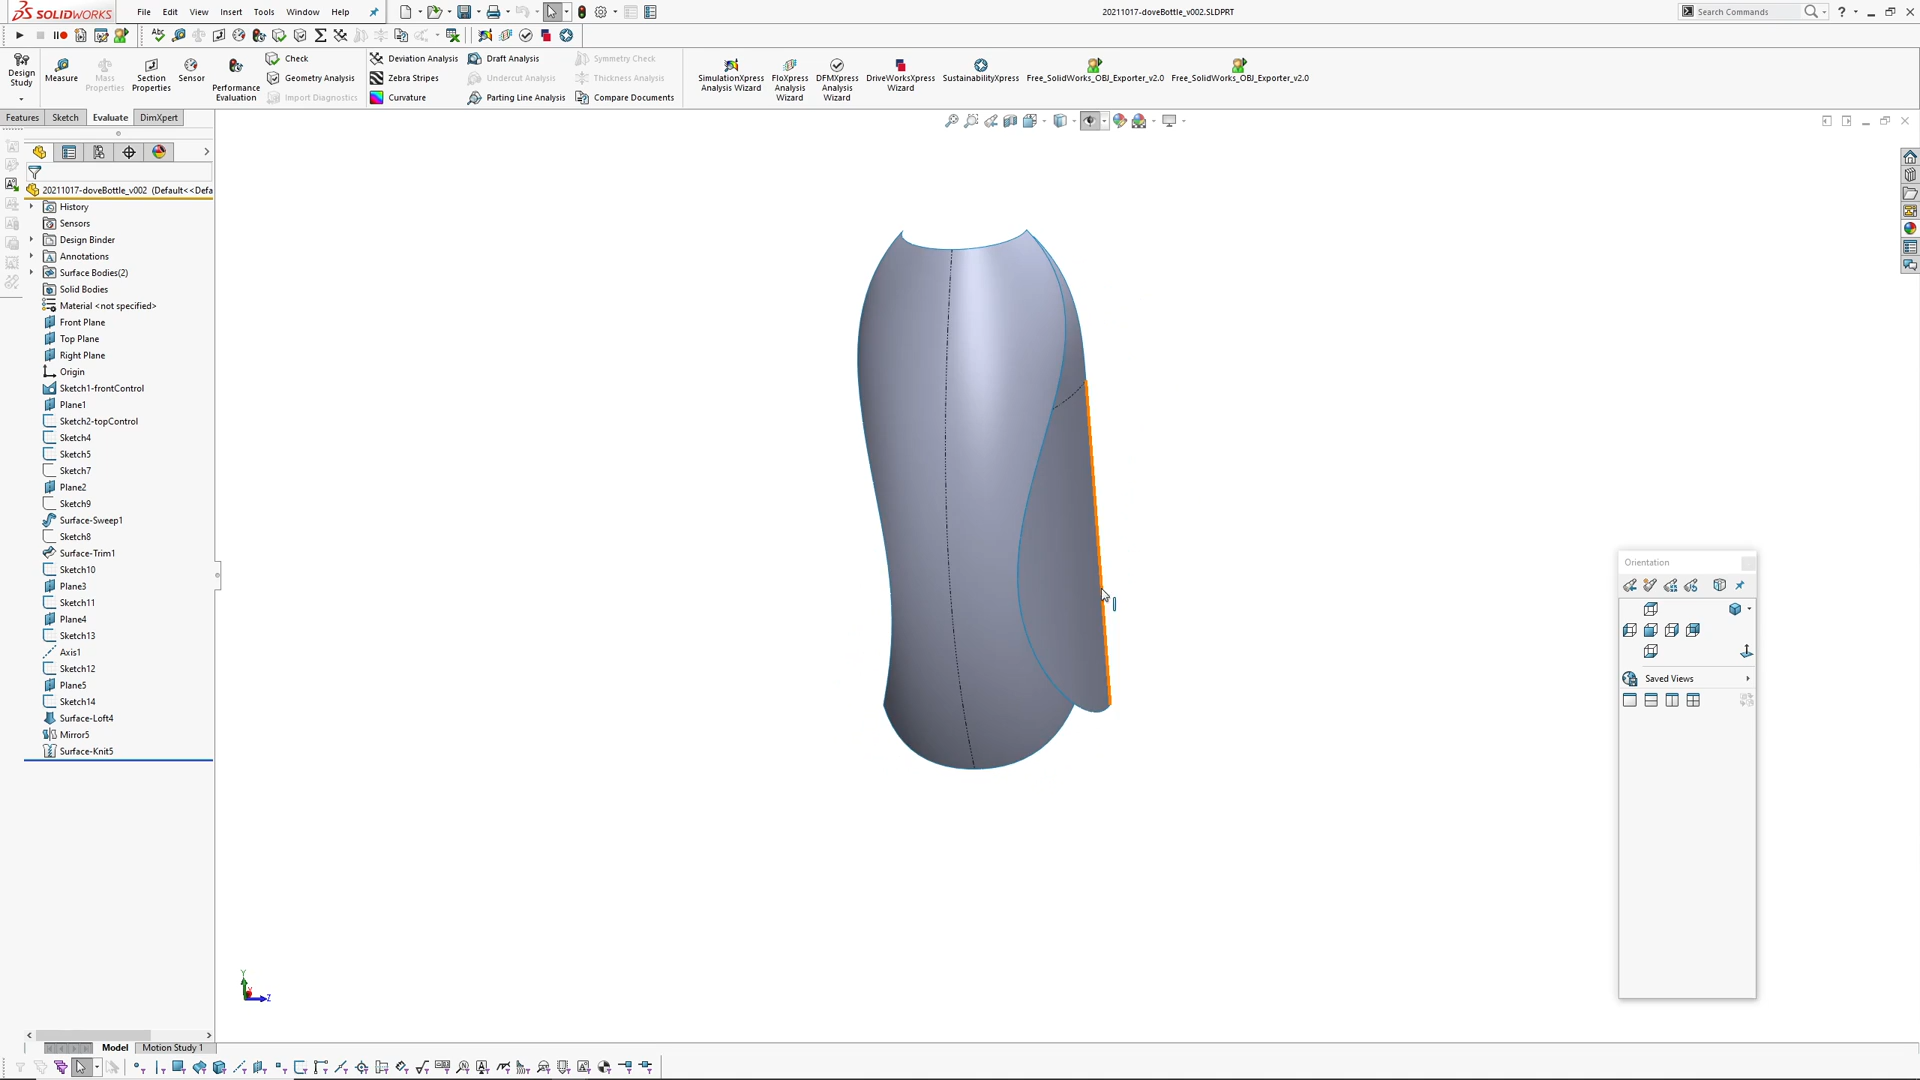 SOLIDWORKS
File Edit View Insert Tools Window Help
20211017-doveBottle_v002.SLDPRT
Search Commands
Design Study
Measure
Mass Properties
Section Properties
Sensor
Performance Evaluation
Check
Geometry Analysis
Import Diagnostics
Deviation Analysis
Zebra Stripes
Curvature
Draft Analysis
Undercut Analysis
Parting Line Analysis
Symmetry Check
Thickness Analysis
Compare Documents
SimulationXpress Analysis Wizard
FloXpress Analysis Wizard
DFMXpress Analysis Wizard
DriveWorksXpress Wizard
SustainabilityXpress
Free_SolidWorks_OBJ_Exporter_v2.0
Free_SolidWorks_OBJ_Exporter_v2.0
Features Sketch Evaluate DimXpert
20211017-doveBottle_v002 (Default<<Defa
History
Sensors
Design Binder
Annotations
Surface Bodies(2)
Solid Bodies
Material <not specified>
Front Plane
Top Plane
Right Plane
Origin
Sketch1-frontControl
Plane1
Sketch2-topControl
Sketch4
Sketch5
Sketch7
Plane2
Sketch9
Surface-Sweep1
Sketch8
Surface-Trim1
Sketch10
Plane3
Sketch11
Plane4
Sketch13
Axis1
Sketch12
Plane5
Sketch14
Surface-Loft4
Mirror5
Surface-Knit5
Orientation
Saved Views
Y
Z
Model Motion Study 1